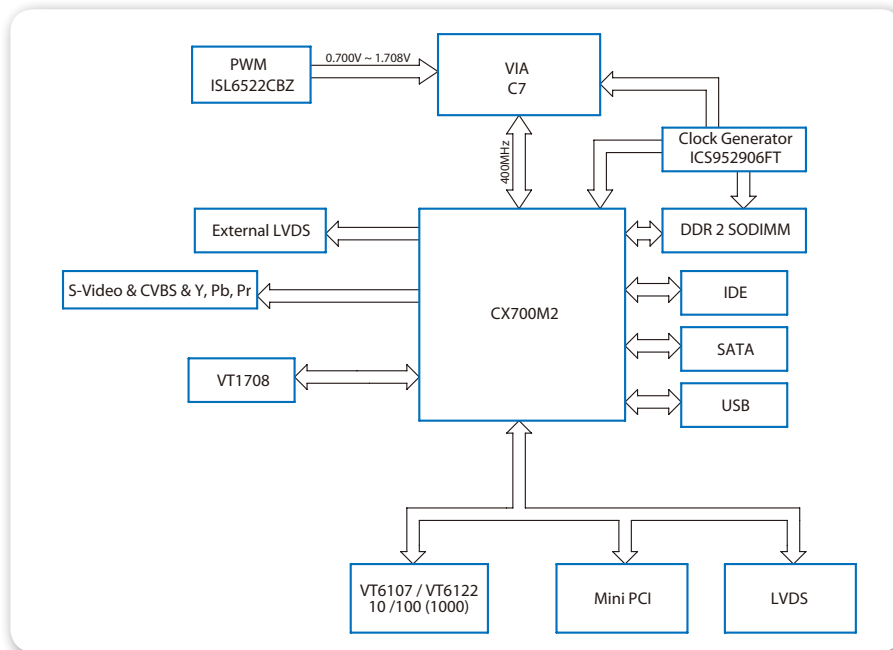 PWM
ISL6522CBZ
0.700V ~ 1.708V
VIA
C7
Clock Generator
ICS952906FT
400MHz
External LVDS
DDR 2 SODIMM
S-Video & CVBS & Y, Pb, Pr
IDE
CX700M2
SATA
VT1708
USB
VT6107 / VT6122
10 /100 (1000)
Mini PCI
LVDS